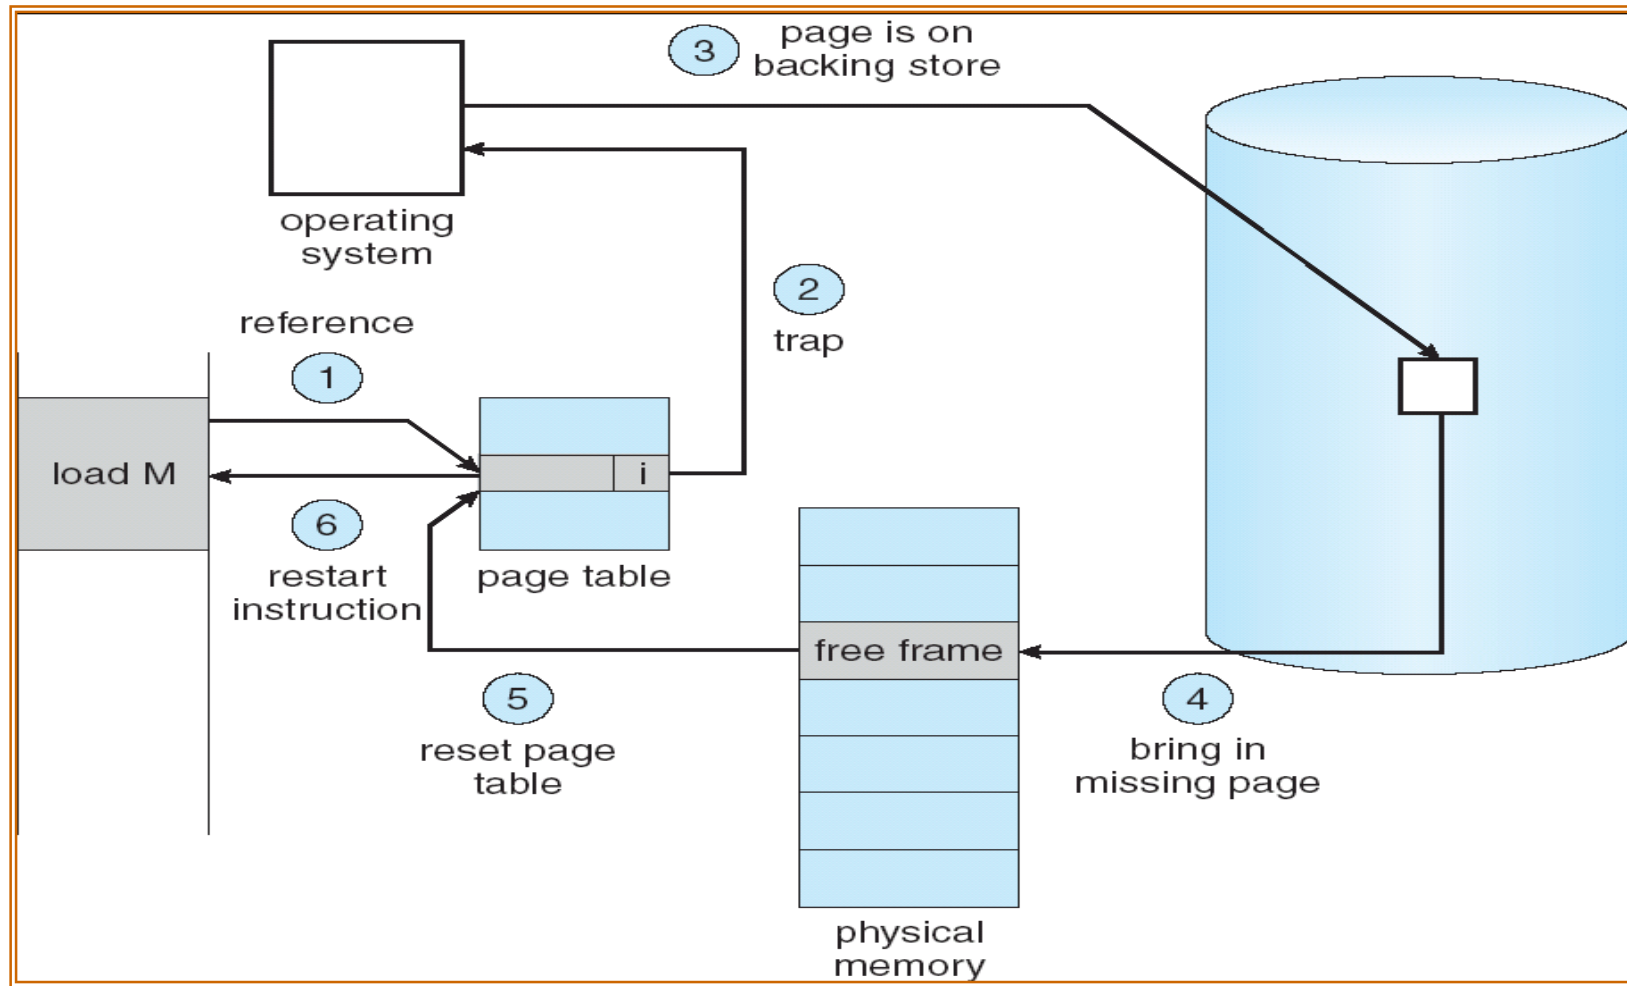 3
page is on
backing store
operating
system
2
trap
reference
1
load M
i
6
restart
instruction
page table
free frame
5
reset page
table
4
bring in
missing page
physical
memory